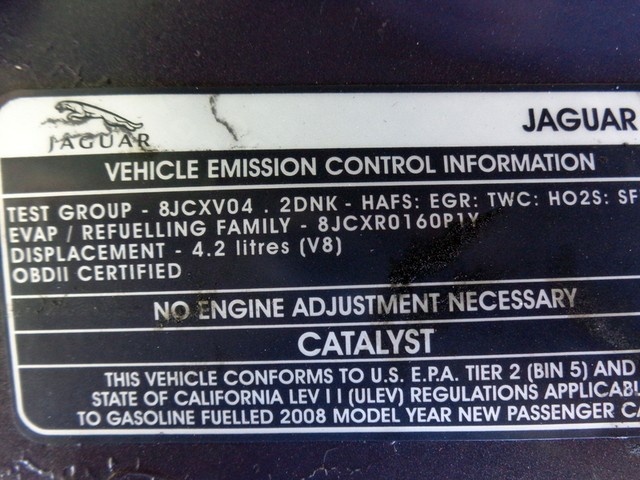 JAGUAR
JAGUAR
VEHICLE EMISSION CONTROL INFORMATION
TEST GROUP - 8JCXV04 . 2DNK - HAFS: EGR: TWC: HO2S: SF
EVAP / REFUELLING FAMILY - 8JCXR0160P1Y
DISPLACEMENT - 4.2 litres (V8)
OBDII CERTIFIED
NO ENGINE ADJUSTMENT NECESSARY
CATALYST
THIS VEHICLE CONFORMS TO U.S. E.P.A. TIER 2 (BIN 5) AND
STATE OF CALIFORNIA LEV II (ULEV) REGULATIONS APPLICABL
TO GASOLINE FUELLED 2008 MODEL YEAR NEW PASSENGER CA